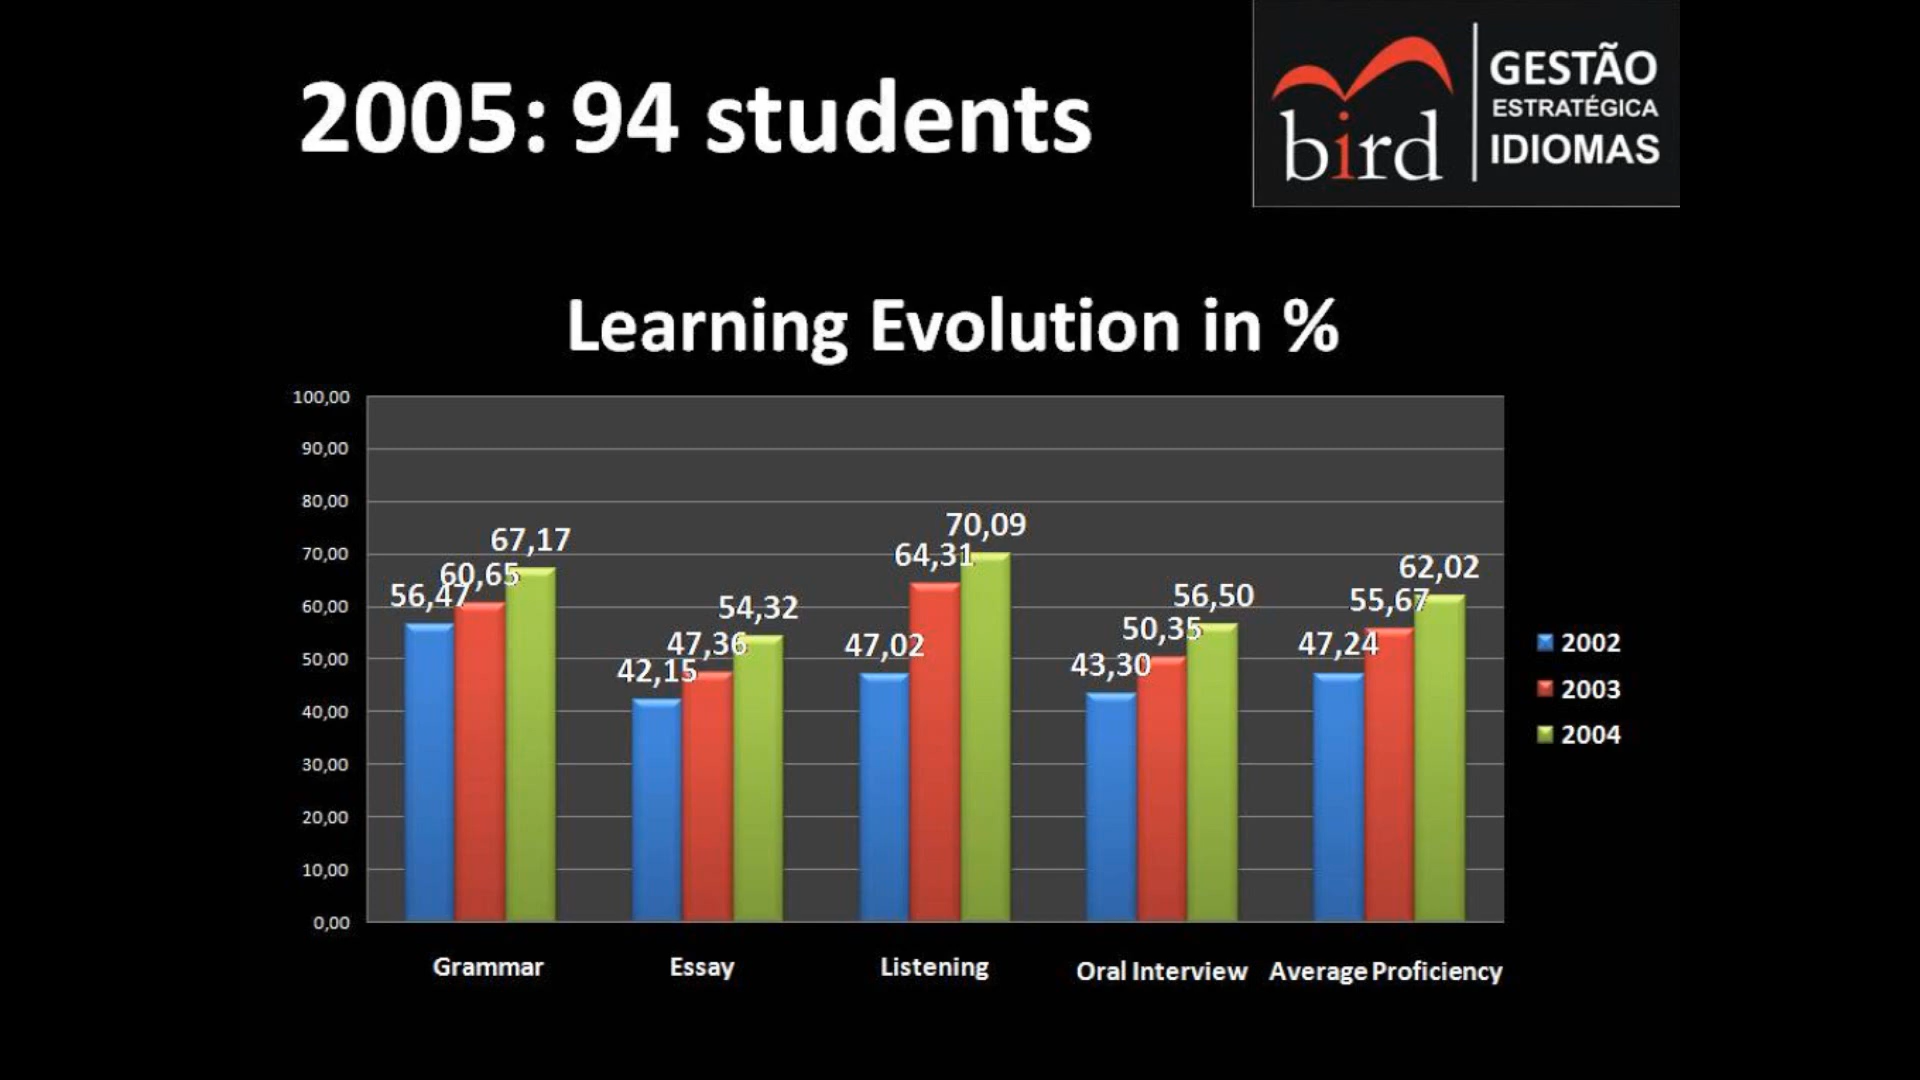 2005: 94 students
bird
GESTÃO
ESTRATÉGICA
IDIOMAS
Learning Evolution in %
100,00
90,00
80,00
70,00
60,00
50,00
40,00
30,00
20,00
10,00
0,00
56,47
60,65
67,17
42,15
47,36
54,32
47,02
64,31
70,09
43,30
50,35
56,50
47,24
55,67
62,02
Grammar
Essay
Listening
Oral Interview
Average Proficiency
2002
2003
2004